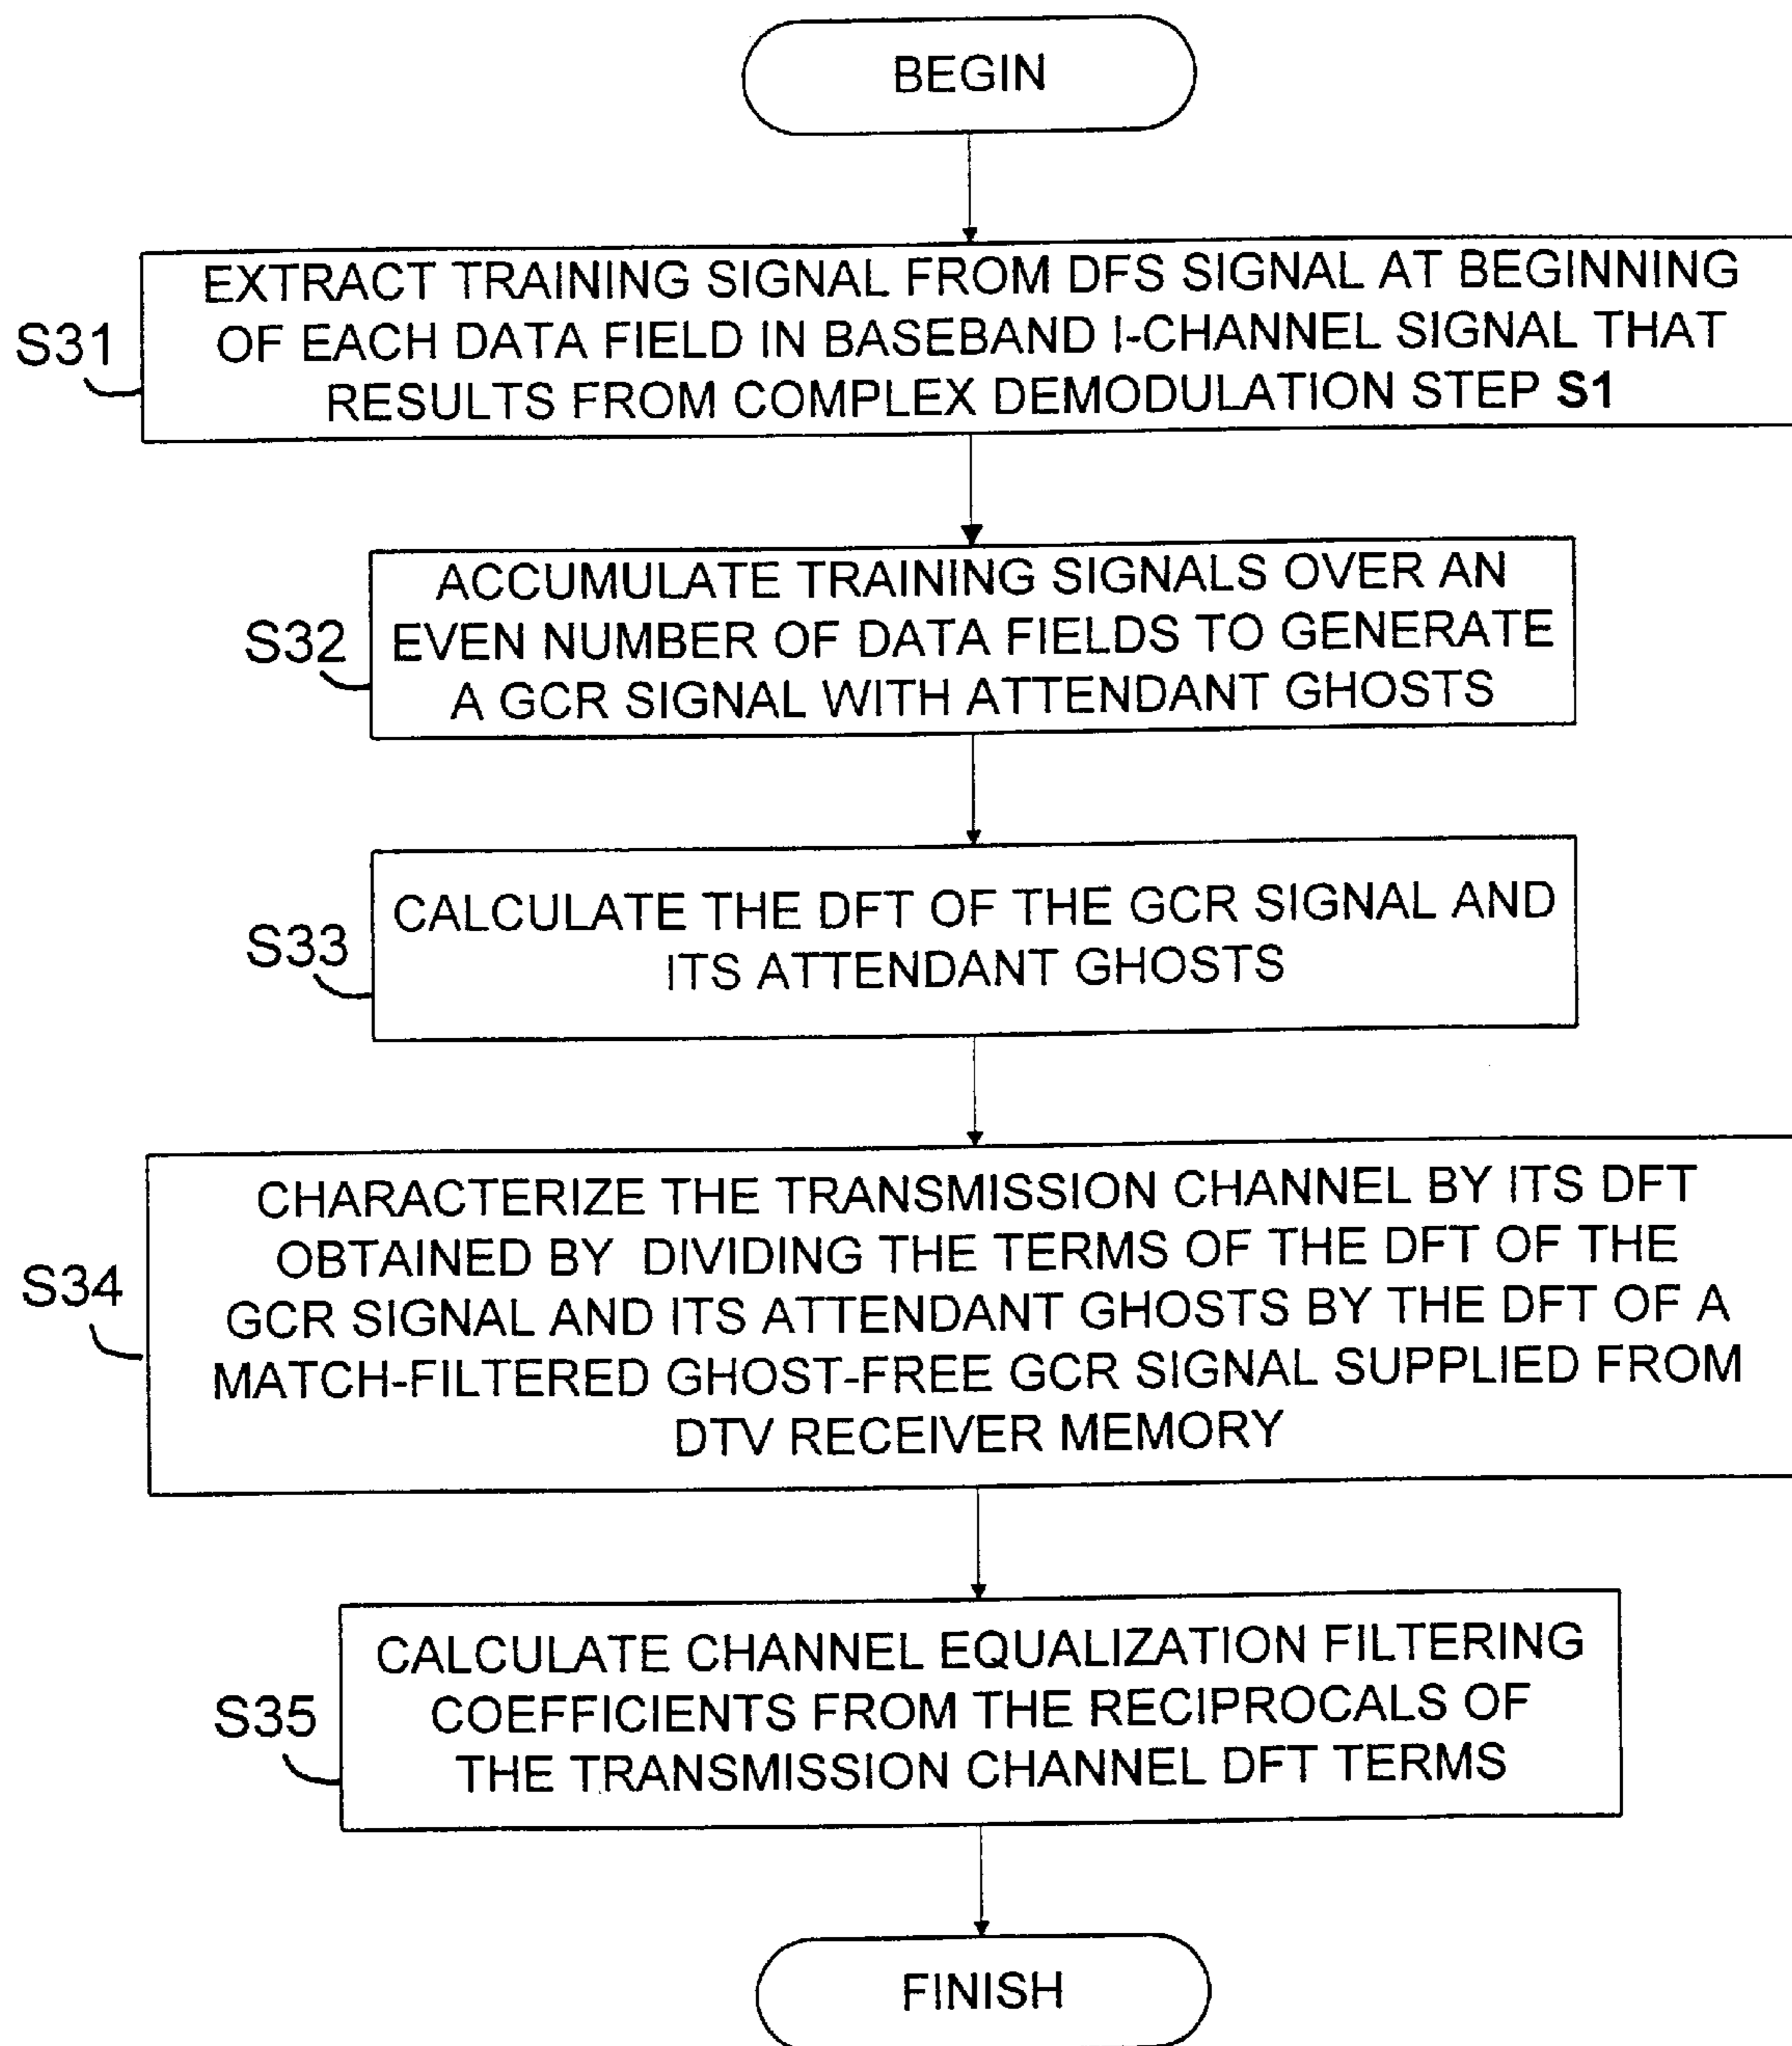 BEGIN
S31
EXTRACT TRAINING SIGNAL FROM DFS SIGNAL AT BEGINNING
OF EACH DATA FIELD IN BASEBAND I-CHANNEL SIGNAL THAT
RESULTS FROM COMPLEX DEMODULATION STEP S1
S32
ACCUMULATE TRAINING SIGNALS OVER AN
EVEN NUMBER OF DATA FIELDS TO GENERATE
A GCR SIGNAL WITH ATTENDANT GHOSTS
S33
CALCULATE THE DFT OF THE GCR SIGNAL AND
ITS ATTENDANT GHOSTS
S34
CHARACTERIZE THE TRANSMISSION CHANNEL BY ITS DFT
OBTAINED BY DIVIDING THE TERMS OF THE DFT OF THE
GCR SIGNAL AND ITS ATTENDANT GHOSTS BY THE DFT OF A
MATCH-FILTERED GHOST-FREE GCR SIGNAL SUPPLIED FROM
DTV RECEIVER MEMORY
S35
CALCULATE CHANNEL EQUALIZATION FILTERING
COEFFICIENTS FROM THE RECIPROCALS OF
THE TRANSMISSION CHANNEL DFT TERMS
FINISH